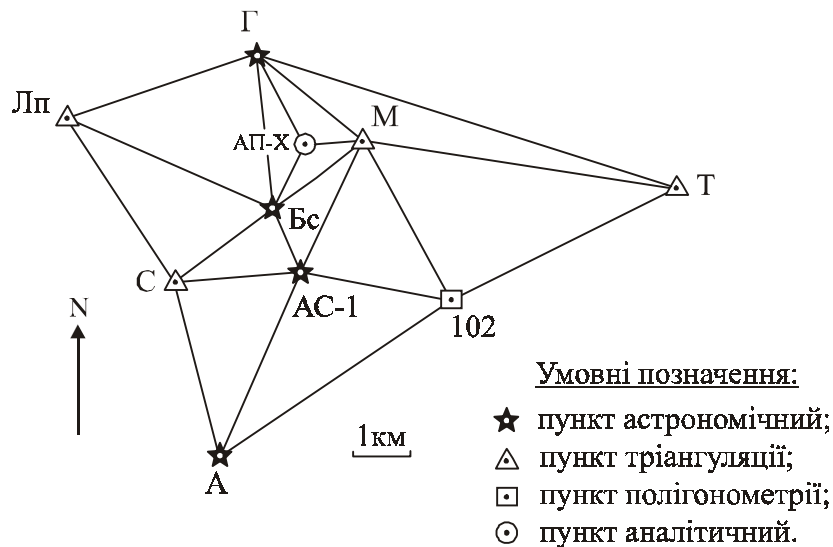 Г
Лп
М
АП-Х
Т
Бс
С
АС-1
N
102
1км
А
Умовні позначення:
пункт астрономічний;
пункт тріангуляції;
пункт полігонометрії;
пункт аналітичний.